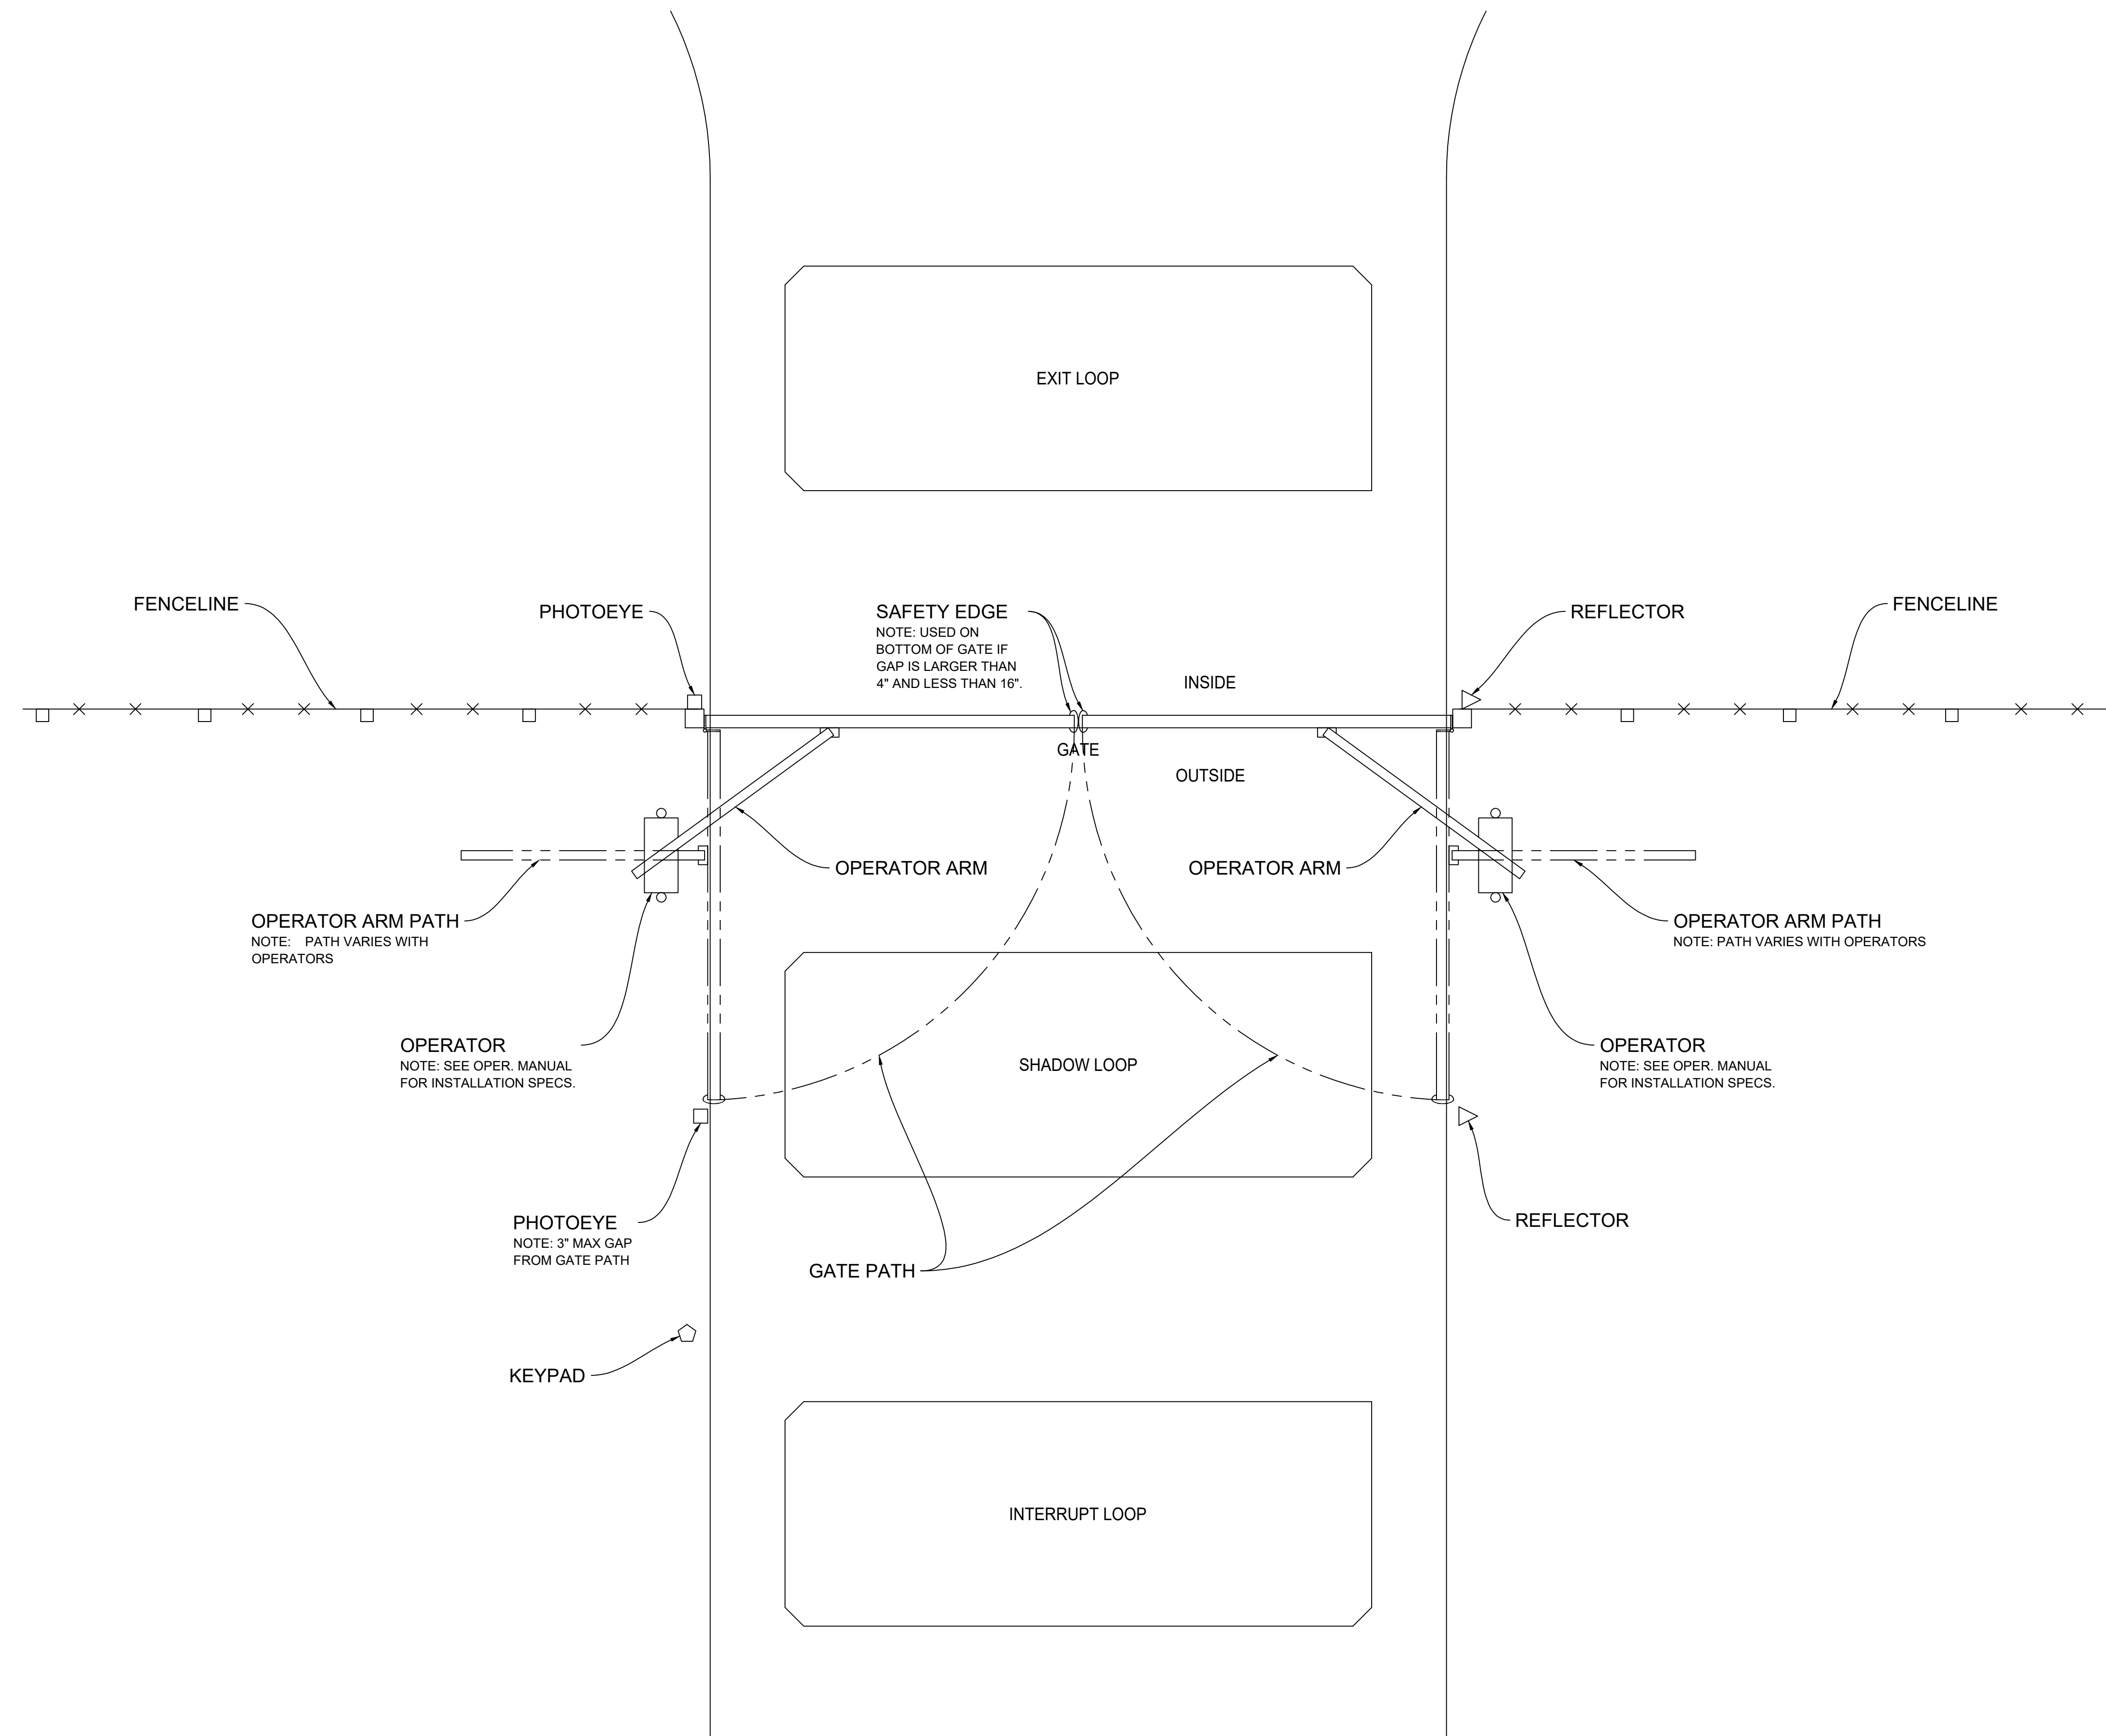 EXIT LOOP
FENCELINE
PHOTOEYE
SAFETY EDGE
NOTE: USED ON
BOTTOM OF GATE IF
GAP IS LARGER THAN
4" AND LESS THAN 16".
INSIDE
REFLECTOR
FENCELINE
GATE
OUTSIDE
OPERATOR ARM
OPERATOR ARM
OPERATOR ARM PATH
NOTE: PATH VARIES WITH
OPERATORS
OPERATOR ARM PATH
NOTE: PATH VARIES WITH OPERATORS
OPERATOR
NOTE: SEE OPER. MANUAL
FOR INSTALLATION SPECS.
SHADOW LOOP
OPERATOR
NOTE: SEE OPER. MANUAL
FOR INSTALLATION SPECS.
PHOTOEYE
NOTE: 3" MAX GAP
FROM GATE PATH
REFLECTOR
GATE PATH
KEYPAD
INTERRUPT LOOP